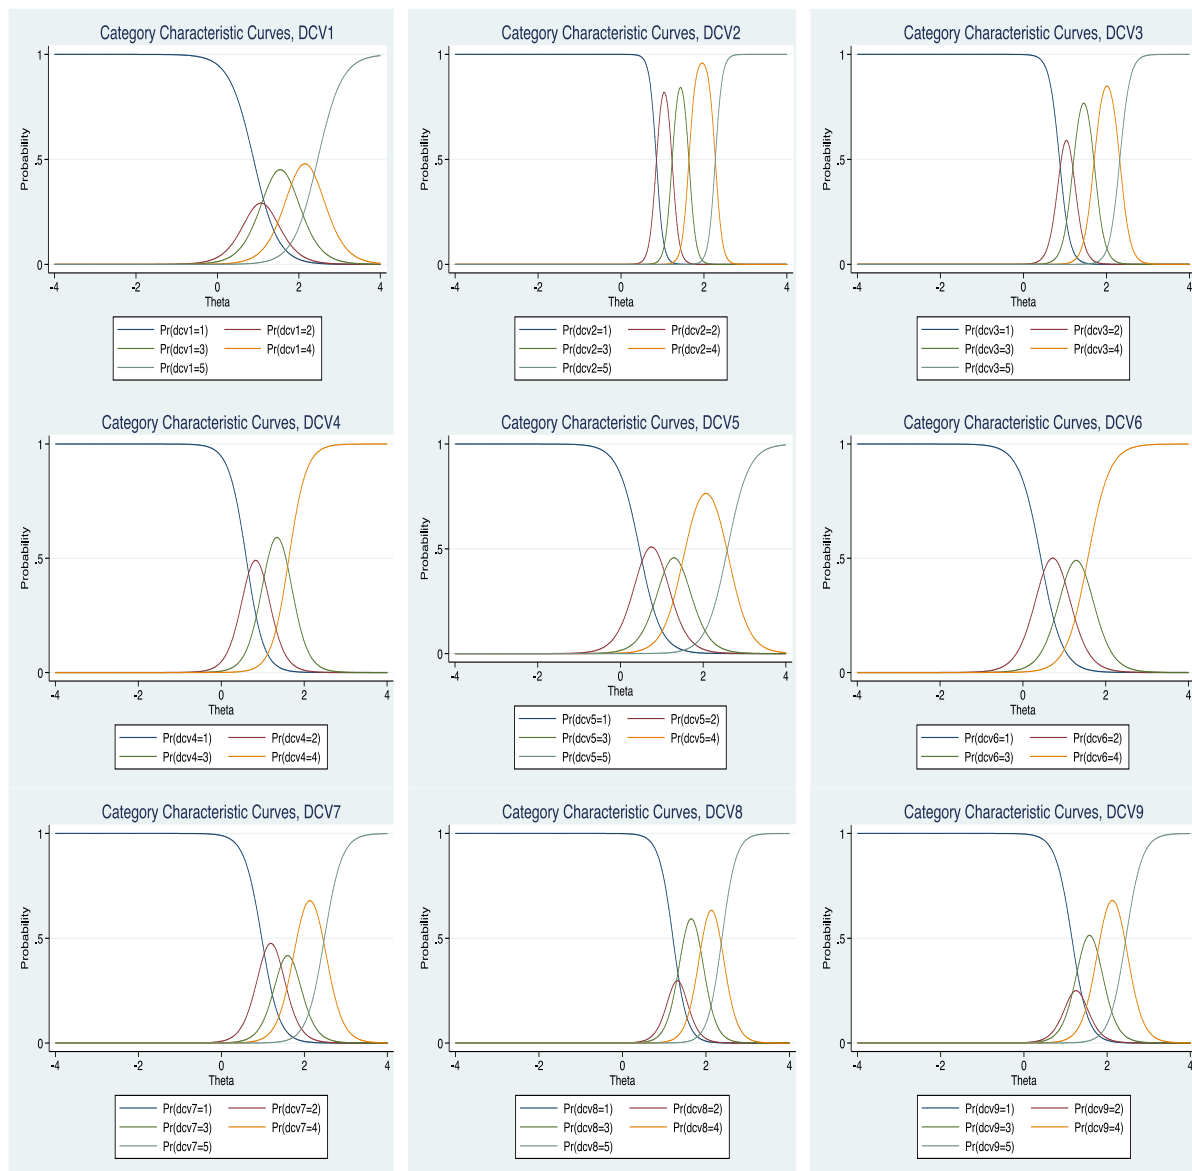 Category Characteristic Curves, DCV1
1
.5
0
Probability
-4 -2 0 2 4
Theta
Pr(dcv1=1) Pr(dcv1=2)
Pr(dcv1=3) Pr(dcv1=4)
Pr(dcv1=5)
Category Characteristic Curves, DCV2
1
.5
0
Probability
-4 -2 0 2 4
Theta
Pr(dcv2=1) Pr(dcv2=2)
Pr(dcv2=3) Pr(dcv2=4)
Pr(dcv2=5)
Category Characteristic Curves, DCV3
1
.5
0
Probability
-4 -2 0 2 4
Theta
Pr(dcv3=1) Pr(dcv3=2)
Pr(dcv3=3) Pr(dcv3=4)
Pr(dcv3=5)
Category Characteristic Curves, DCV4
1
.5
0
Probability
-4 -2 0 2 4
Theta
Pr(dcv4=1) Pr(dcv4=2)
Pr(dcv4=3) Pr(dcv4=4)
Category Characteristic Curves, DCV5
1
.5
0
Probability
-4 -2 0 2 4
Theta
Pr(dcv5=1) Pr(dcv5=2)
Pr(dcv5=3) Pr(dcv5=4)
Pr(dcv5=5)
Category Characteristic Curves, DCV6
1
.5
0
Probability
-4 -2 0 2 4
Theta
Pr(dcv6=1) Pr(dcv6=2)
Pr(dcv6=3) Pr(dcv6=4)
Category Characteristic Curves, DCV7
1
.5
0
Probability
-4 -2 0 2 4
Theta
Pr(dcv7=1) Pr(dcv7=2)
Pr(dcv7=3) Pr(dcv7=4)
Pr(dcv7=5)
Category Characteristic Curves, DCV8
1
.5
0
Probability
-4 -2 0 2 4
Theta
Pr(dcv8=1) Pr(dcv8=2)
Pr(dcv8=3) Pr(dcv8=4)
Pr(dcv8=5)
Category Characteristic Curves, DCV9
1
.5
0
Probability
-4 -2 0 2 4
Theta
Pr(dcv9=1) Pr(dcv9=2)
Pr(dcv9=3) Pr(dcv9=4)
Pr(dcv9=5)